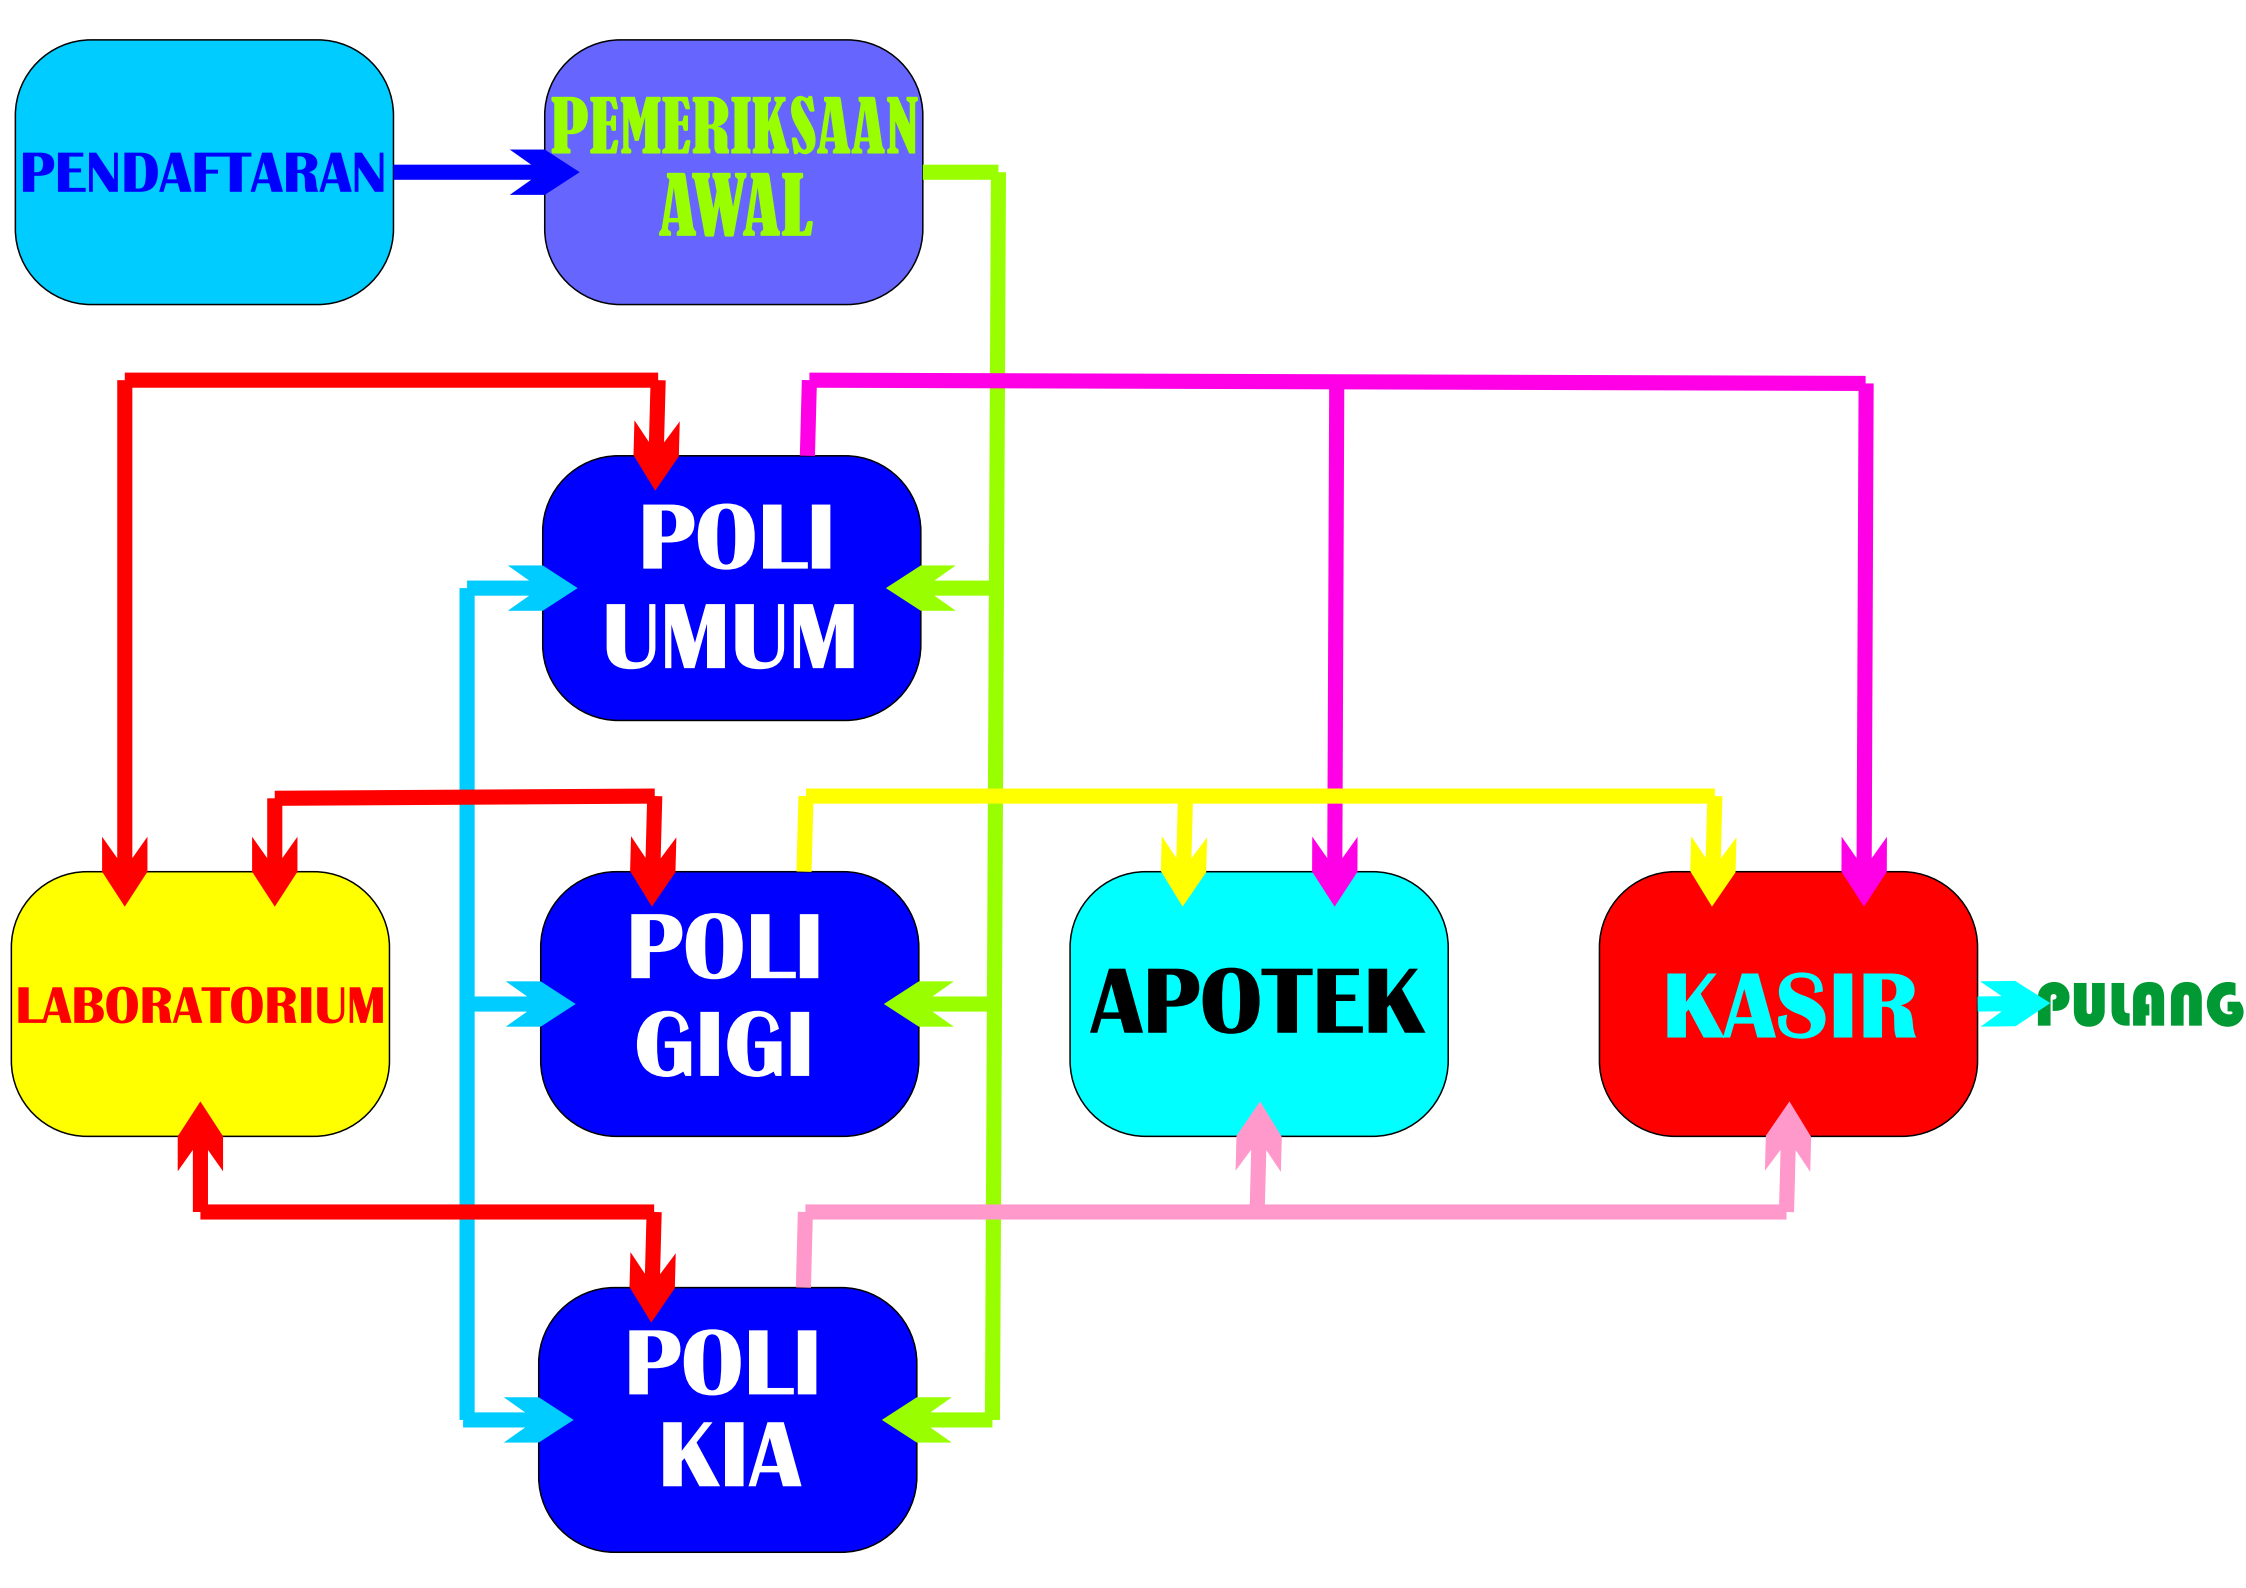 PENDAFTARAN
PEMERIKSAAN
AWAL
POLI
UMUM
LABORATORIUM
POLI
GIGI
APOTEK
KASIR
PULANG
POLI
KIA